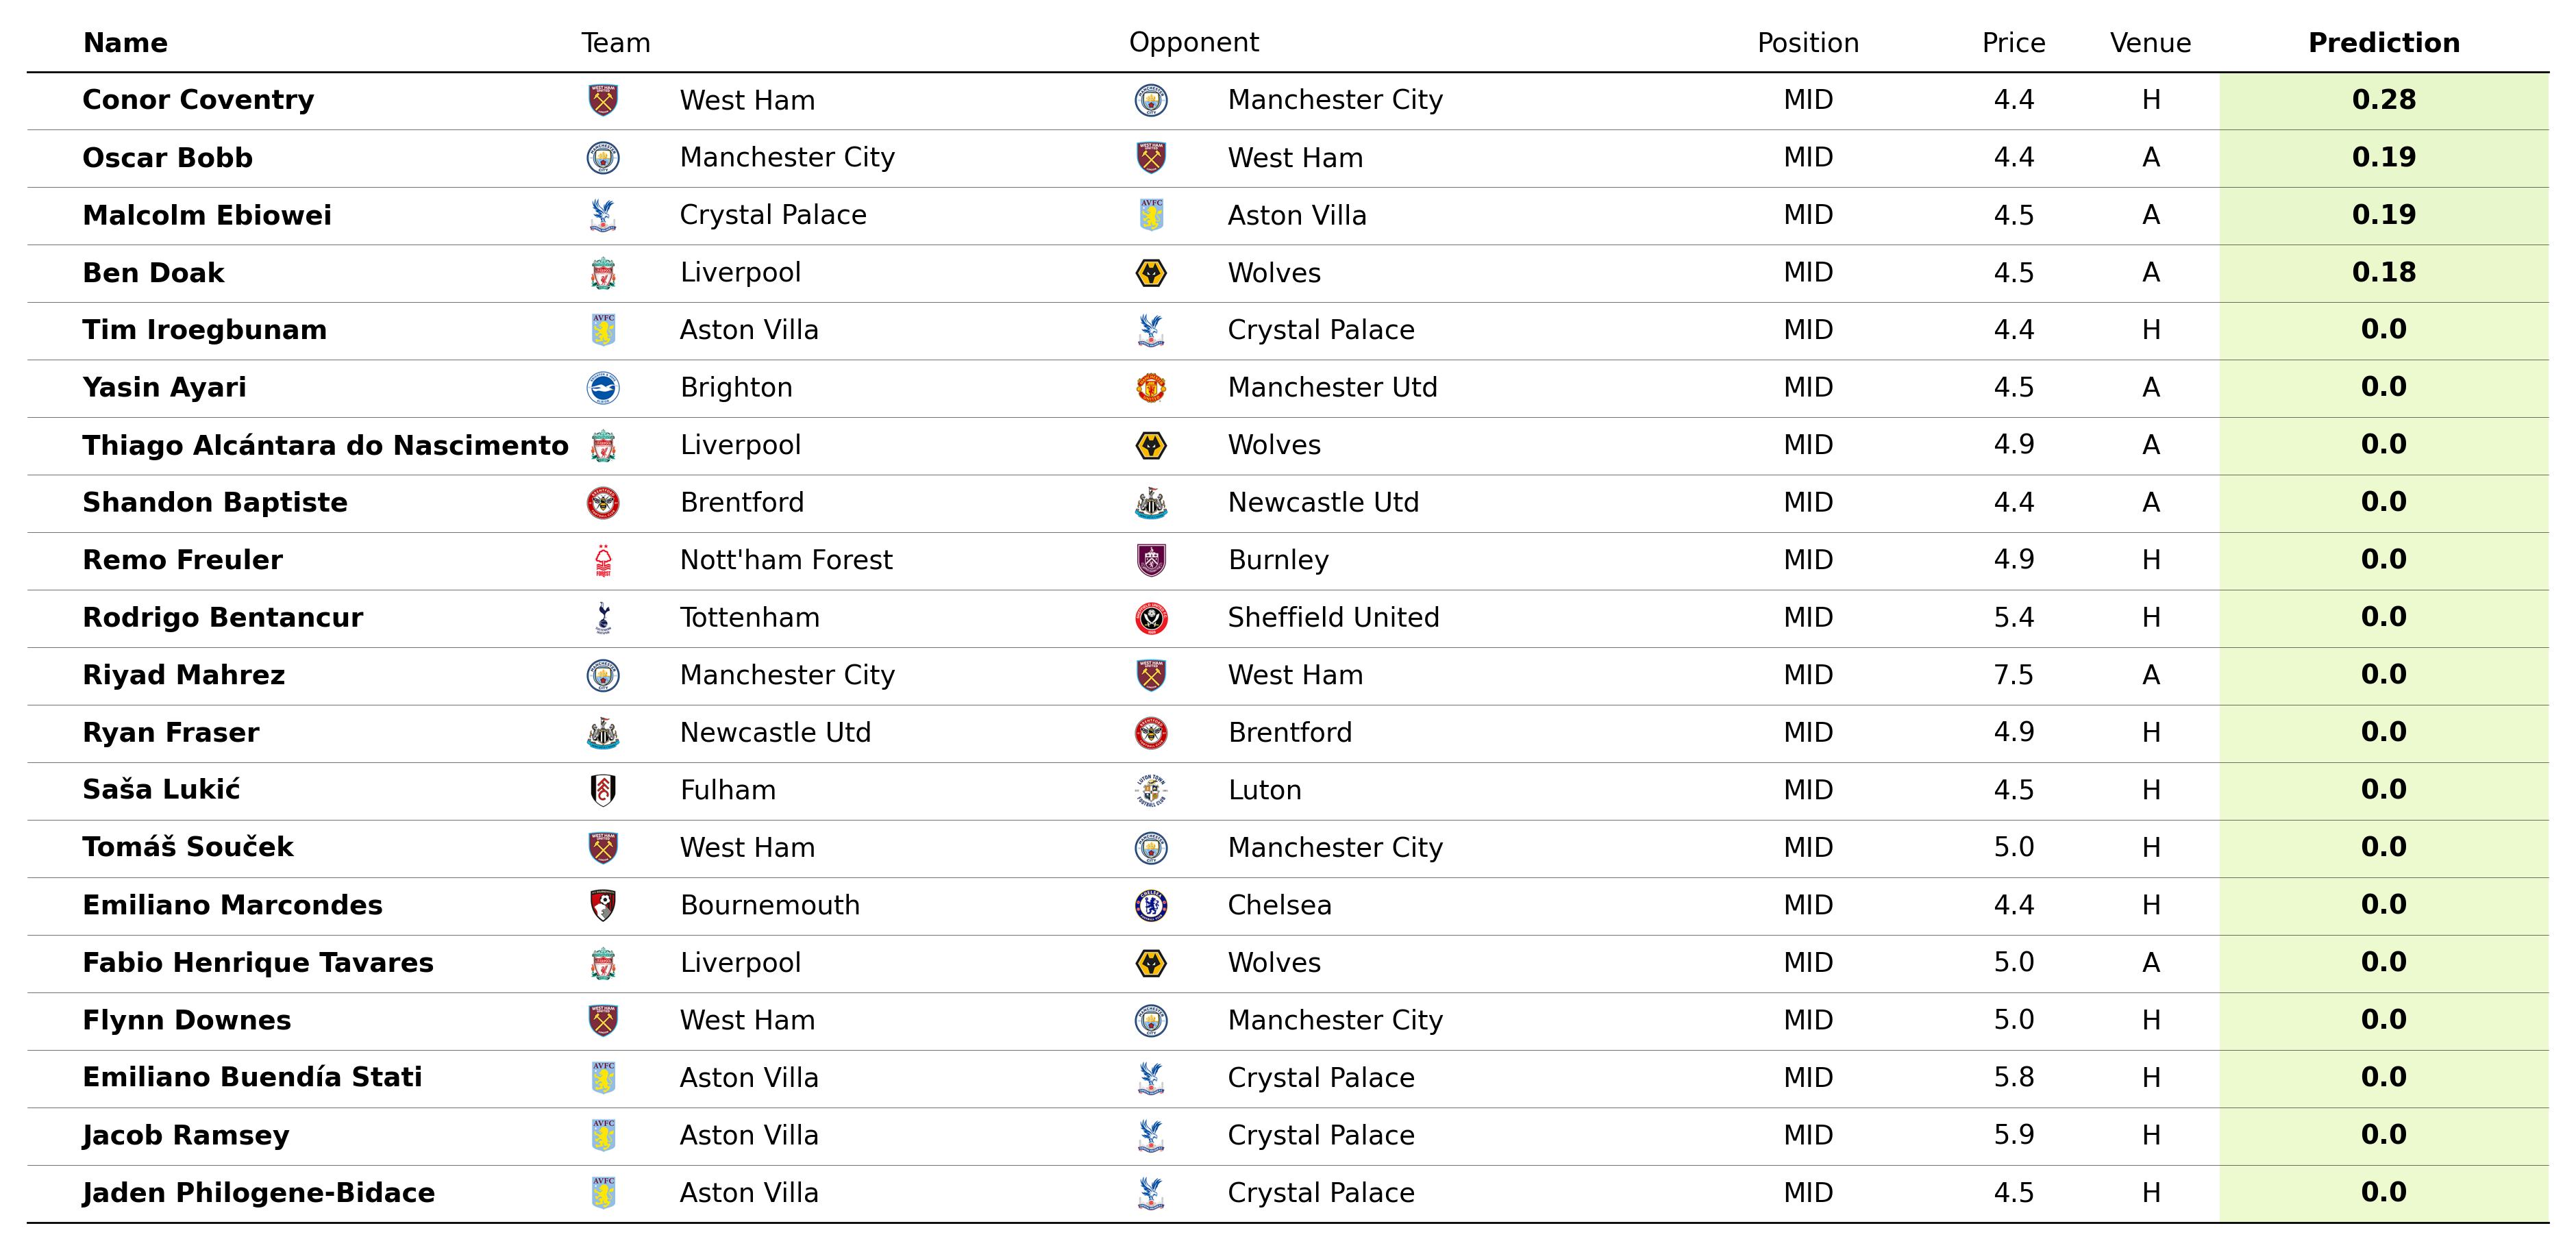 Name Team Opponent Position Price Venue Prediction
Conor Coventry West Ham Manchester City MID 4.4 H 0.28
Oscar Bobb Manchester City West Ham MID 4.4 A 0.19
Malcolm Ebiowei Crystal Palace Aston Villa MID 4.5 A 0.19
Ben Doak Liverpool Wolves MID 4.5 A 0.18
Tim Iroegbunam Aston Villa Crystal Palace MID 4.4 H 0.0
Yasin Ayari Brighton Manchester Utd MID 4.5 A 0.0
Thiago Alcántara do Nascimento Liverpool Wolves MID 4.9 A 0.0
Shandon Baptiste Brentford Newcastle Utd MID 4.4 A 0.0
Remo Freuler Nott'ham Forest Burnley MID 4.9 H 0.0
Rodrigo Bentancur Tottenham Sheffield United MID 5.4 H 0.0
Riyad Mahrez Manchester City West Ham MID 7.5 A 0.0
Ryan Fraser Newcastle Utd Brentford MID 4.9 H 0.0
Saša Lukić Fulham Luton MID 4.5 H 0.0
Tomáš Souček West Ham Manchester City MID 5.0 H 0.0
Emiliano Marcondes Bournemouth Chelsea MID 4.4 H 0.0
Fabio Henrique Tavares Liverpool Wolves MID 5.0 A 0.0
Flynn Downes West Ham Manchester City MID 5.0 H 0.0
Emiliano Buendía Stati Aston Villa Crystal Palace MID 5.8 H 0.0
Jacob Ramsey Aston Villa Crystal Palace MID 5.9 H 0.0
Jaden Philogene-Bidace Aston Villa Crystal Palace MID 4.5 H 0.0